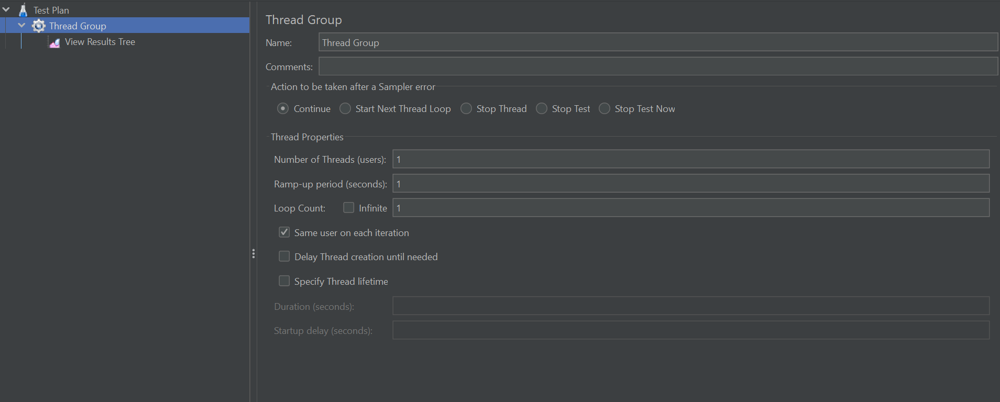 Test Plan
Thread Group
View Results Tree
Thread Group
Name: Thread Group
Comments:
Action to be taken after a Sampler error
Continue Start Next Thread Loop Stop Thread Stop Test Stop Test Now
Thread Properties
Number of Threads (users): 1
Ramp-up period (seconds): 1
Loop Count: Infinite 1
Same user on each iteration
Delay Thread creation until needed
Specify Thread lifetime
Duration (seconds):
Startup delay (seconds):